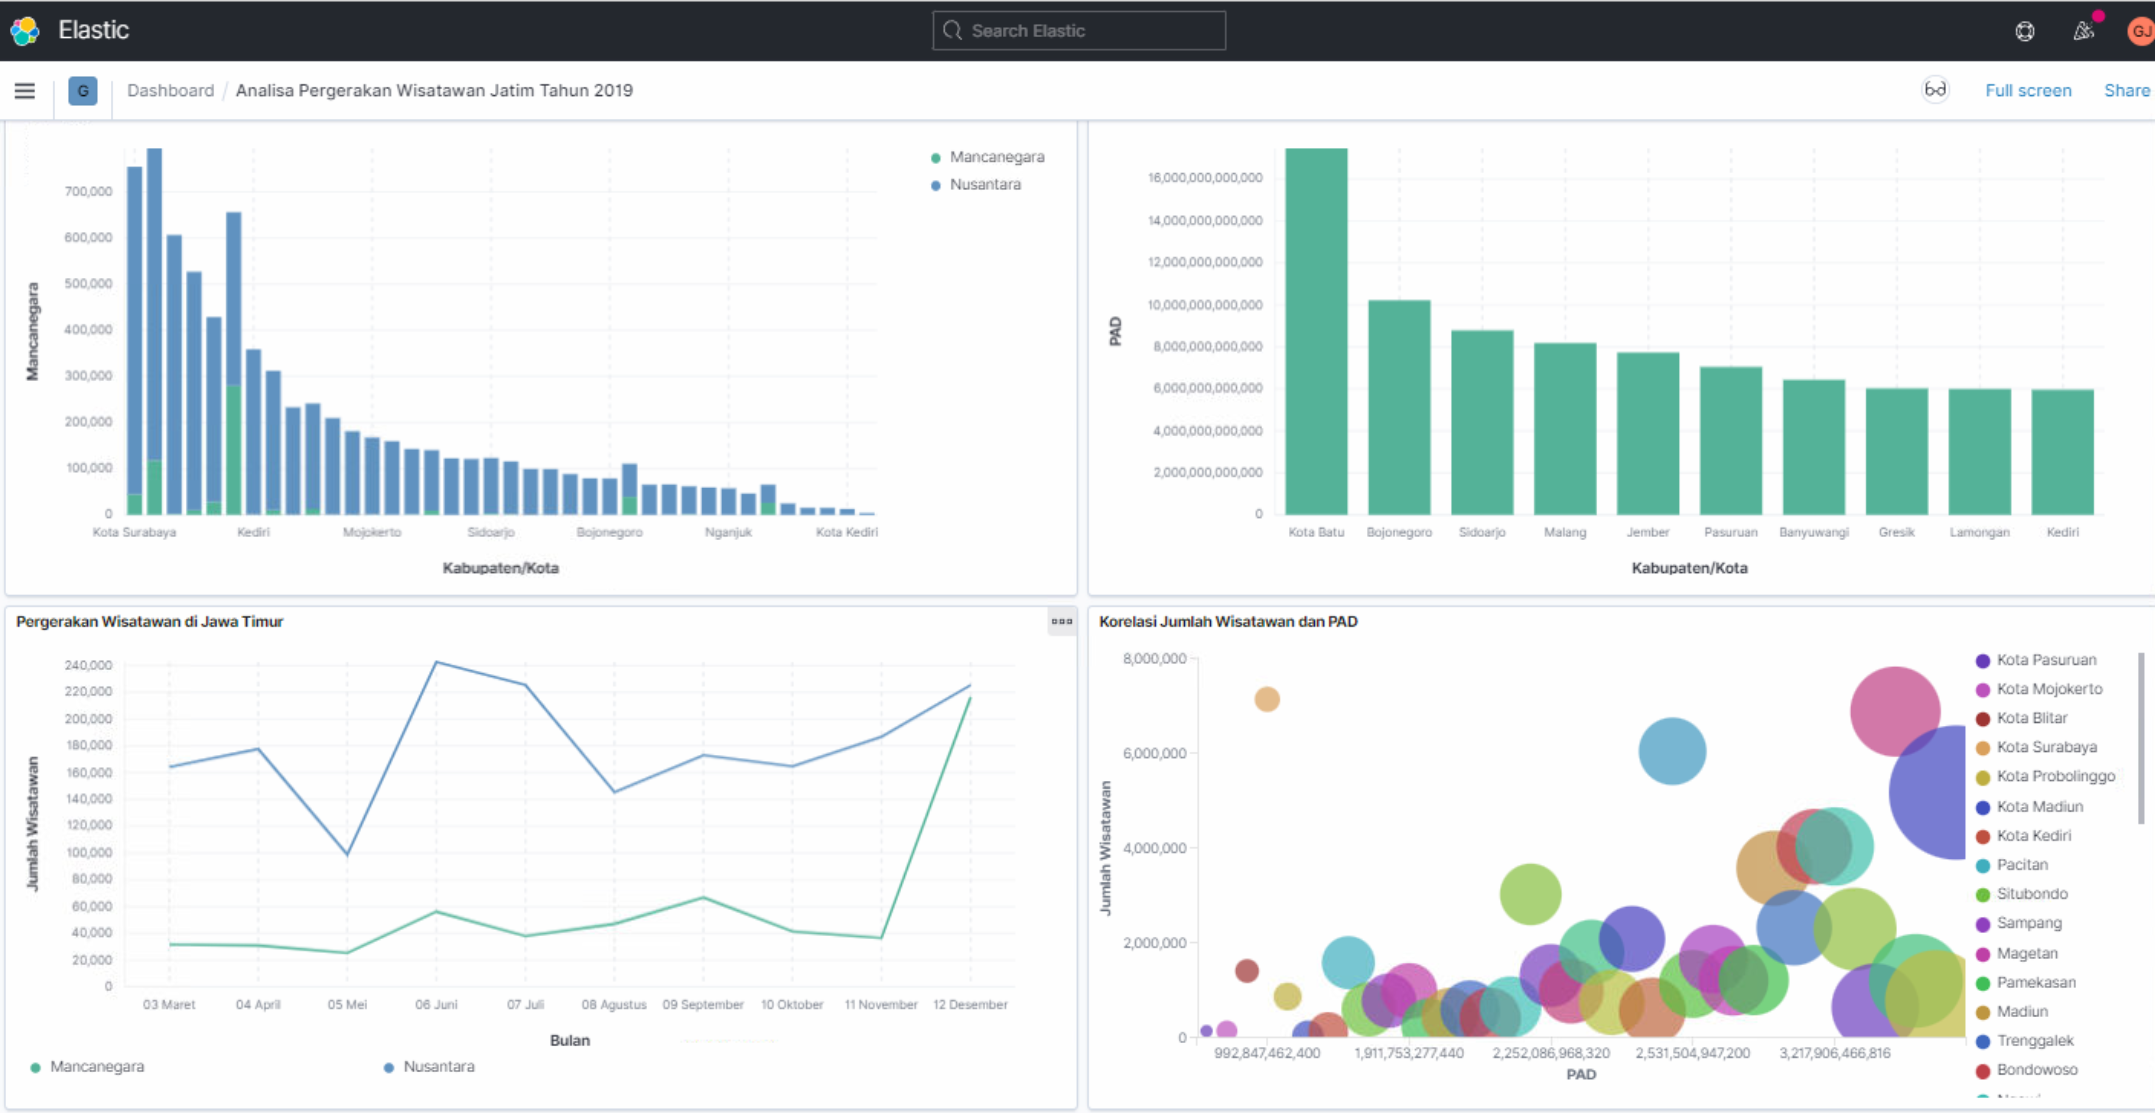 Elastic
Search Elastic
GJ
G
Dashboard / Analisa Pergerakan Wisatawan Jatim Tahun 2019
Full screen
Share
Mancanegara
Nusantara
700,000
600,000
500,000
400,000
300,000
200,000
100,000
0
Mancanegara
Kota Surabaya Kediri Mojokerto Sidoarjo Bojonegoro Nganjuk Kota Kediri
Kabupaten/Kota
16,000,000,000,000
14,000,000,000,000
12,000,000,000,000
10,000,000,000,000
8,000,000,000,000
6,000,000,000,000
4,000,000,000,000
2,000,000,000,000
0
PAD
Kota Batu Bojonegoro Sidoarjo Malang Jember Pasuruan Banyuwangi Gresik Lamongan Kediri
Kabupaten/Kota
Pergerakan Wisatawan di Jawa Timur
240,000
220,000
200,000
180,000
160,000
140,000
120,000
100,000
80,000
60,000
40,000
20,000
0
Jumlah Wisatawan
03 Maret 04 April 05 Mei 06 Juni 07 Juli 08 Agustus 09 September 10 Oktober 11 November 12 Desember
Bulan
Mancanegara
Nusantara
Korelasi Jumlah Wisatawan dan PAD
8,000,000
6,000,000
4,000,000
2,000,000
0
Jumlah Wisatawan
992,847,462,400 1,911,753,277,440 2,252,086,968,320 2,531,504,947,200 3,217,906,466,816
PAD
Kota Pasuruan
Kota Mojokerto
Kota Blitar
Kota Surabaya
Kota Probolinggo
Kota Madiun
Kota Kediri
Pacitan
Situbondo
Sampang
Magetan
Pamekasan
Madiun
Trenggalek
Bondowoso